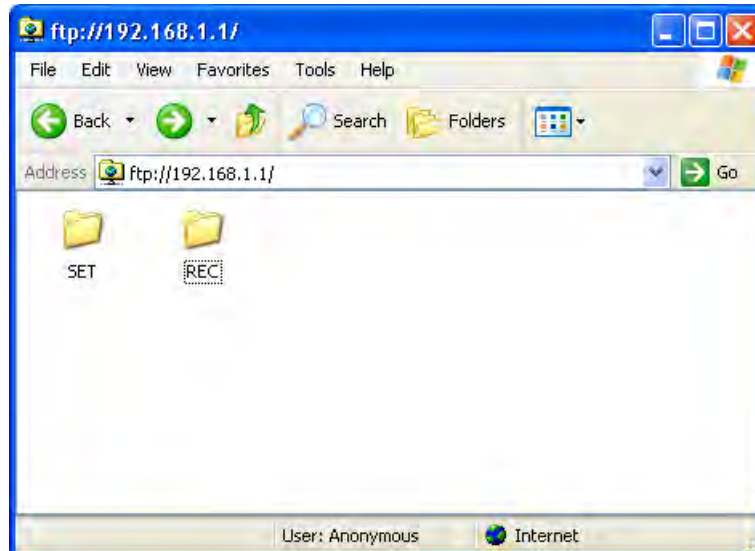 ftp://192.168.1.1/
File Edit View Favorites Tools Help
Back Search Folders
Address ftp://192.168.1.1/ Go
SET REC
User: Anonymous Internet